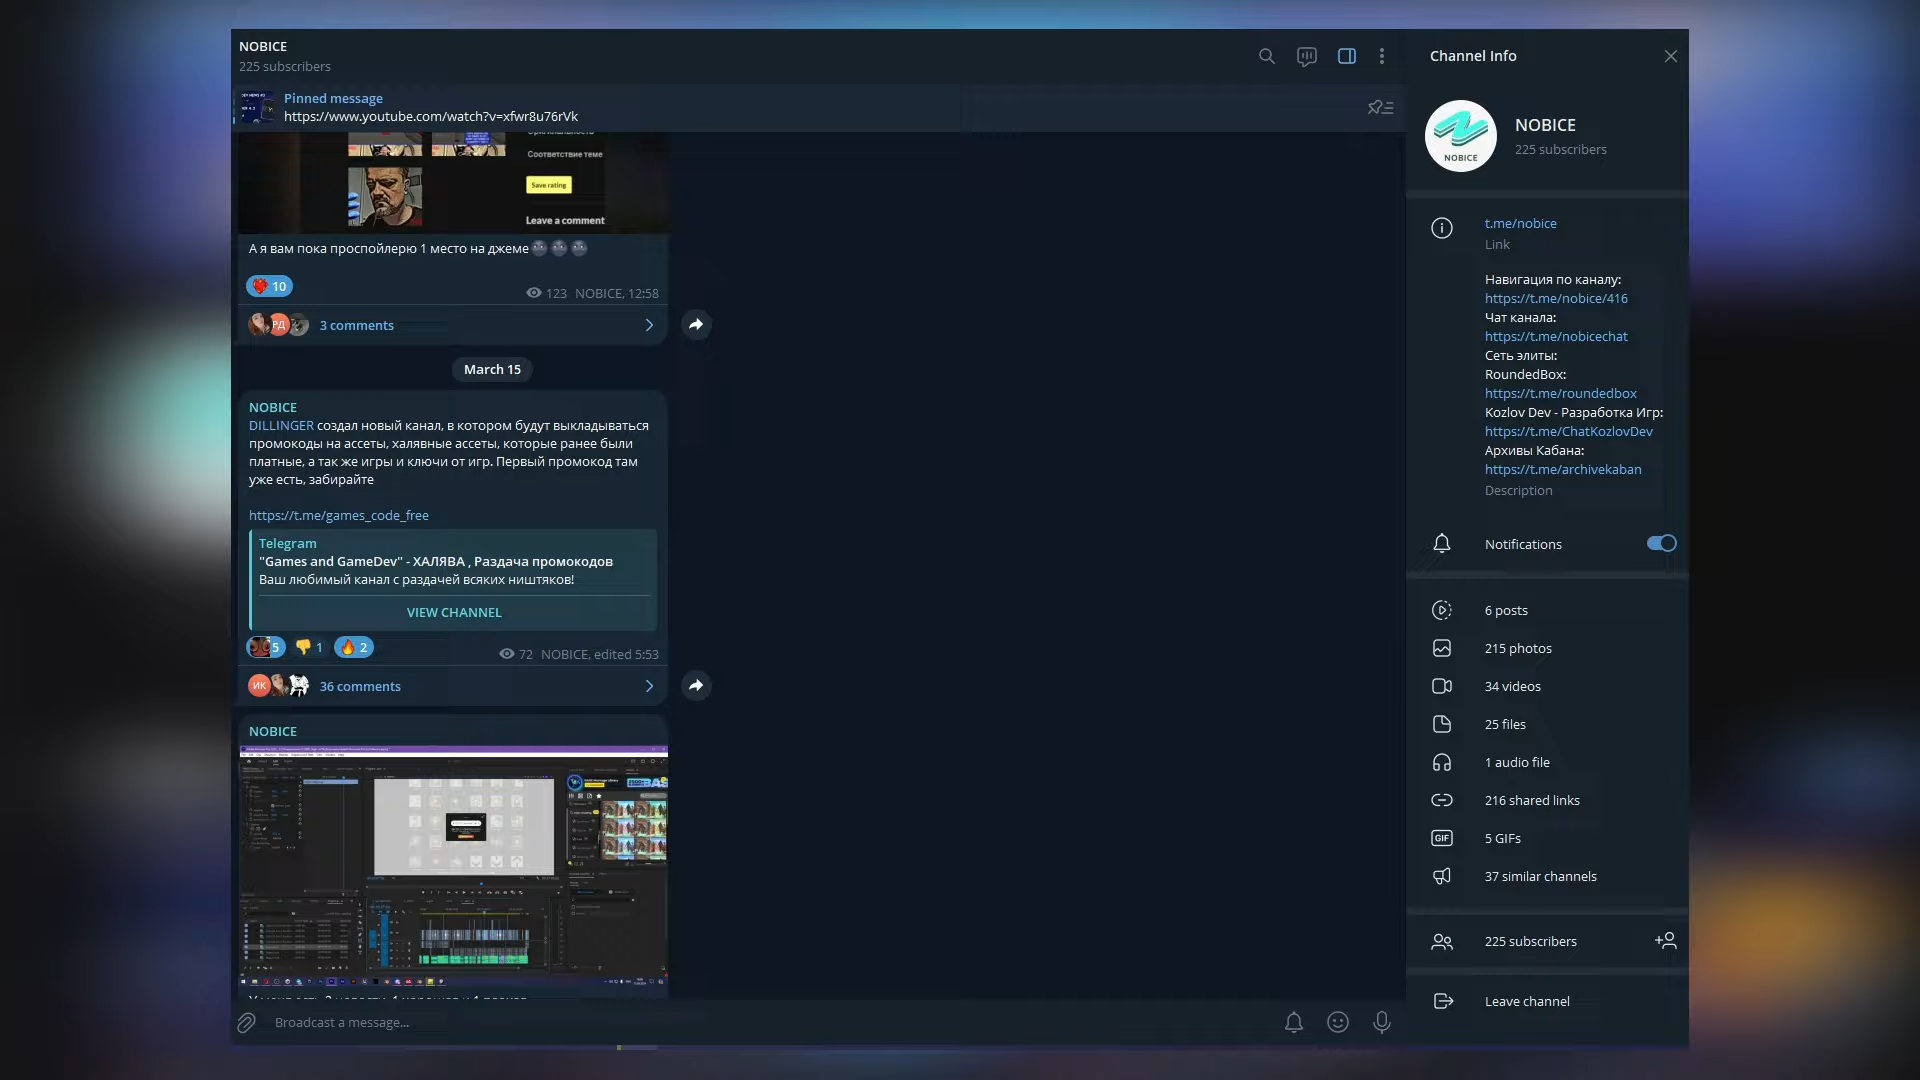 NOBICE
225 subscribers
Pinned message
https://www.youtube.com/watch?v=xfwr8u76rVk
Соответствие теме
Save rating
Leave a comment
А я вам пока проспойлерю 1 место на джеме
10
123 NOBICE, 12:58
РД
3 comments
March 15
NOBICE
DILLINGER создал новый канал, в котором будут выкладываться
промокоды на ассеты, халявные ассеты, которые ранее были
платные, а так же игры и ключи от игр. Первый промокод там
уже есть, забирайте
https://t.me/games_code_free
Telegram
"Games and GameDev" - ХАЛЯВА , Раздача промокодов
Ваш любимый канал с раздачей всяких ништяков!
VIEW CHANNEL
5 1 2
72 NOBICE, edited 5:53
ИК
36 comments
NOBICE
Broadcast a message...
Channel Info
NOBICE
NOBICE
225 subscribers
t.me/nobice
Link
Навигация по каналу:
https://t.me/nobice/416
Чат канала:
https://t.me/nobicechat
Сеть элиты:
RoundedBox:
https://t.me/roundedbox
Kozlov Dev - Разработка Игр:
https://t.me/ChatKozlovDev
Архивы Кабана:
https://t.me/archivekaban
Description
Notifications
6 posts
215 photos
34 videos
25 files
1 audio file
216 shared links
GIF
5 GIFs
37 similar channels
225 subscribers
Leave channel